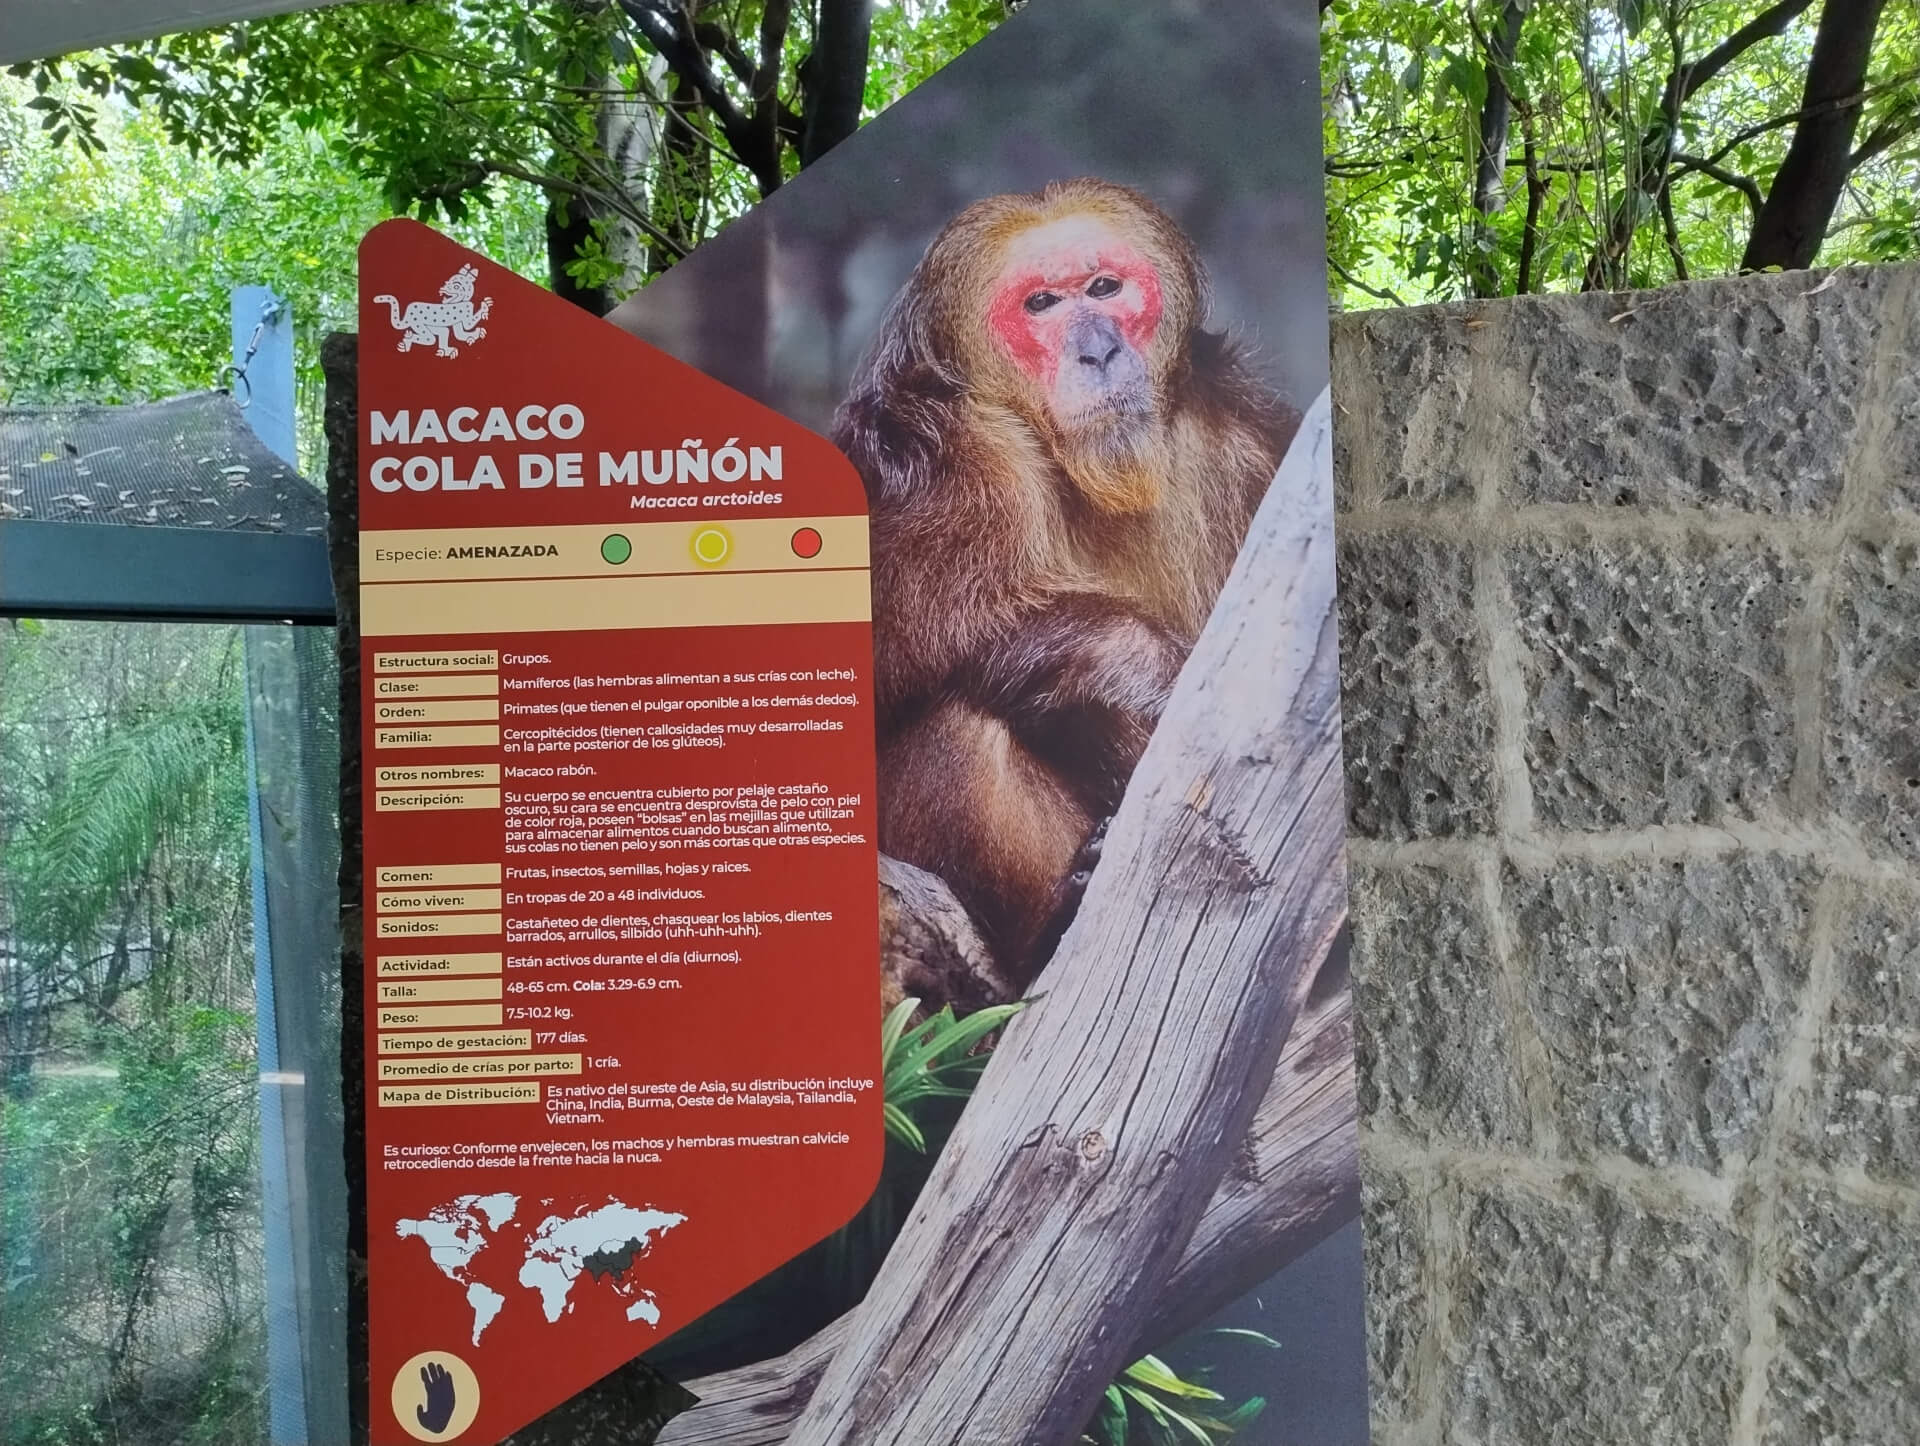 MACACO
COLA DE MUÑÓN
Macaca arctoides
Especie: AMENAZADA
Estructura social: Grupos.
Clase: Mamíferos (las hembras alimentan a sus crías con leche).
Orden: Primates (que tienen el pulgar oponible a los demás dedos).
Familia: Cercopitécidos (tienen callosidades muy desarrolladas
en la parte posterior de los glúteos).
Otros nombres: Macaco rabón.
Descripción: Su cuerpo se encuentra cubierto por pelaje castaño
oscuro, su cara se encuentra desprovista de pelo con piel
de color roja, poseen “bolsas” en las mejillas que utilizan
para almacenar alimentos cuando buscan alimento,
sus colas no tienen pelo y son más cortas que otras especies.
Comen: Frutas, insectos, semillas, hojas y raices.
Cómo viven: En tropas de 20 a 48 individuos.
Sonidos: Castañeteo de dientes, chasquear los labios, dientes
barrados, arrullos, silbido (uhh-uhh-uhh).
Actividad: Están activos durante el día (diurnos).
Talla: 48-65 cm. Cola: 3.29-6.9 cm.
Peso: 7.5-10.2 kg.
Tiempo de gestación: 177 días.
Promedio de crías por parto: 1 cría.
Mapa de Distribución: Es nativo del sureste de Asia, su distribución incluye
China, India, Burma, Oeste de Malaysia, Tailandia,
Vietnam.
Es curioso: Conforme envejecen, los machos y hembras muestran calvicie
retrocediendo desde la frente hacia la nuca.